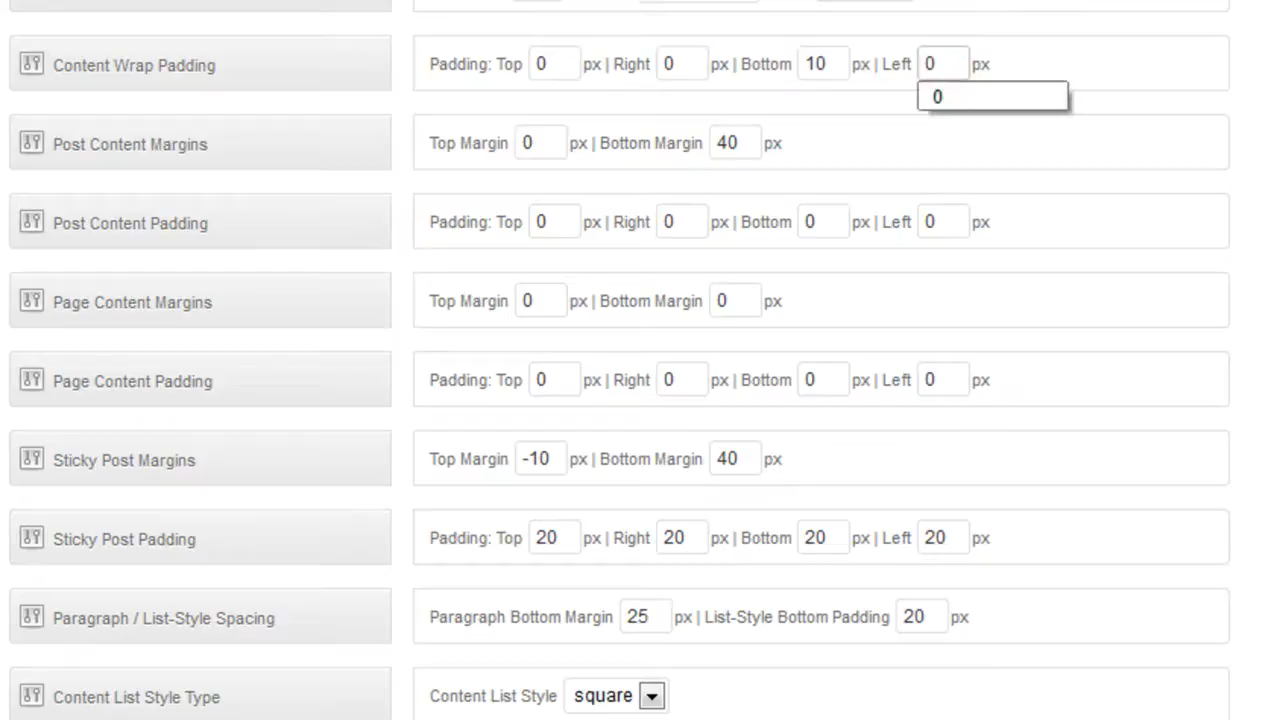 Content Wrap Padding Padding: Top 0 px | Right 0 px | Bottom 10 px | Left 0 px
0
Post Content Margins Top Margin 0 px | Bottom Margin 40 px
Post Content Padding Padding: Top 0 px | Right 0 px | Bottom 0 px | Left 0 px
Page Content Margins Top Margin 0 px | Bottom Margin 0 px
Page Content Padding Padding: Top 0 px | Right 0 px | Bottom 0 px | Left 0 px
Sticky Post Margins Top Margin -10 px | Bottom Margin 40 px
Sticky Post Padding Padding: Top 20 px | Right 20 px | Bottom 20 px | Left 20 px
Paragraph / List-Style Spacing Paragraph Bottom Margin 25 px | List-Style Bottom Padding 20 px
Content List Style Type Content List Style square